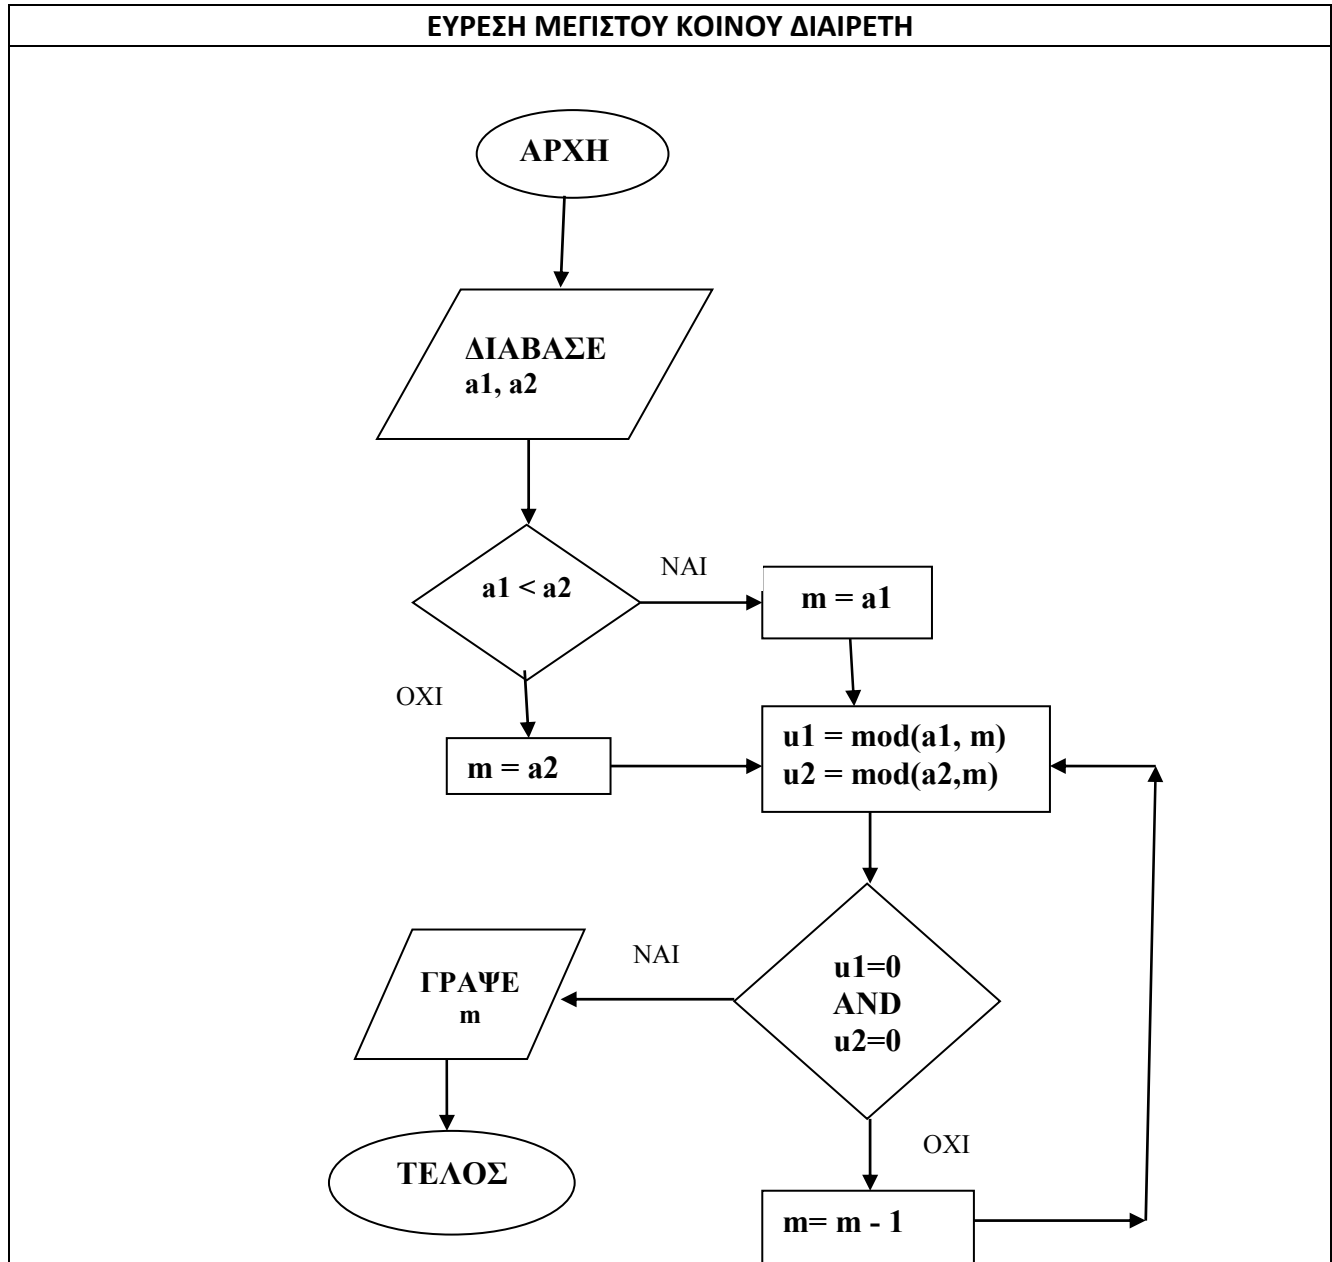 ΕΥΡΕΣΗ ΜΕΓΙΣΤΟΥ ΚΟΙΝΟΥ ΔΙΑΙΡΕΤΗ
ΑΡΧΗ
ΔΙΑΒΑΣΕ
a1, a2
a1 < a2
ΝΑΙ
m = a1
ΟΧΙ
m = a2
u1 = mod(a1, m)
u2 = mod(a2,m)
u1=0
AND
u2=0
ΝΑΙ
ΓΡΑΨΕ
m
ΤΕΛΟΣ
ΟΧΙ
m= m - 1